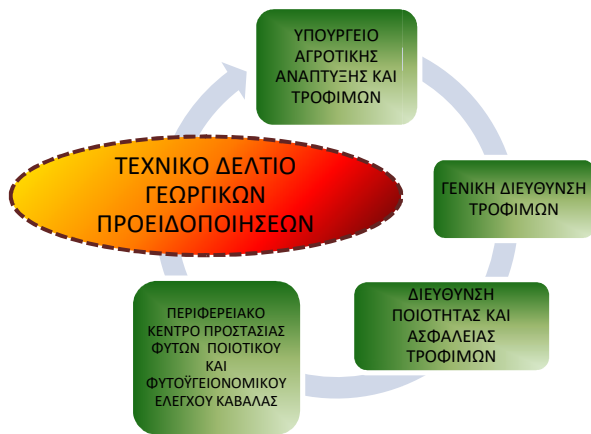 ΥΠΟΥΡΓΕΙΟ
ΑΓΡΟΤΙΚΗΣ
ΑΝΑΠΤΥΞΗΣ ΚΑΙ
ΤΡΟΦΙΜΩΝ
ΓΕΝΙΚΗ ΔΙΕΥΘΥΝΣΗ
ΤΡΟΦΙΜΩΝ
ΔΙΕΥΘΥΝΣΗ
ΠΟΙΟΤΗΤΑΣ ΚΑΙ
ΑΣΦΑΛΕΙΑΣ
ΤΡΟΦΙΜΩΝ
ΠΕΡΙΦΕΡΕΙΑΚΟ
ΚΕΝΤΡΟ ΠΡΟΣΤΑΣΙΑΣ
ΦΥΤΩΝ ΠΟΙΟΤΙΚΟΥ
ΚΑΙ
ΦΥΤΟΫΓΕΙΟΝΟΜΙΚΟΥ
ΕΛΕΓΧΟΥ ΚΑΒΑΛΑΣ
ΤΕΧΝΙΚΟ ΔΕΛΤΙΟ
ΓΕΩΡΓΙΚΩΝ
ΠΡΟΕΙΔΟΠΟΙΗΣΕΩΝ